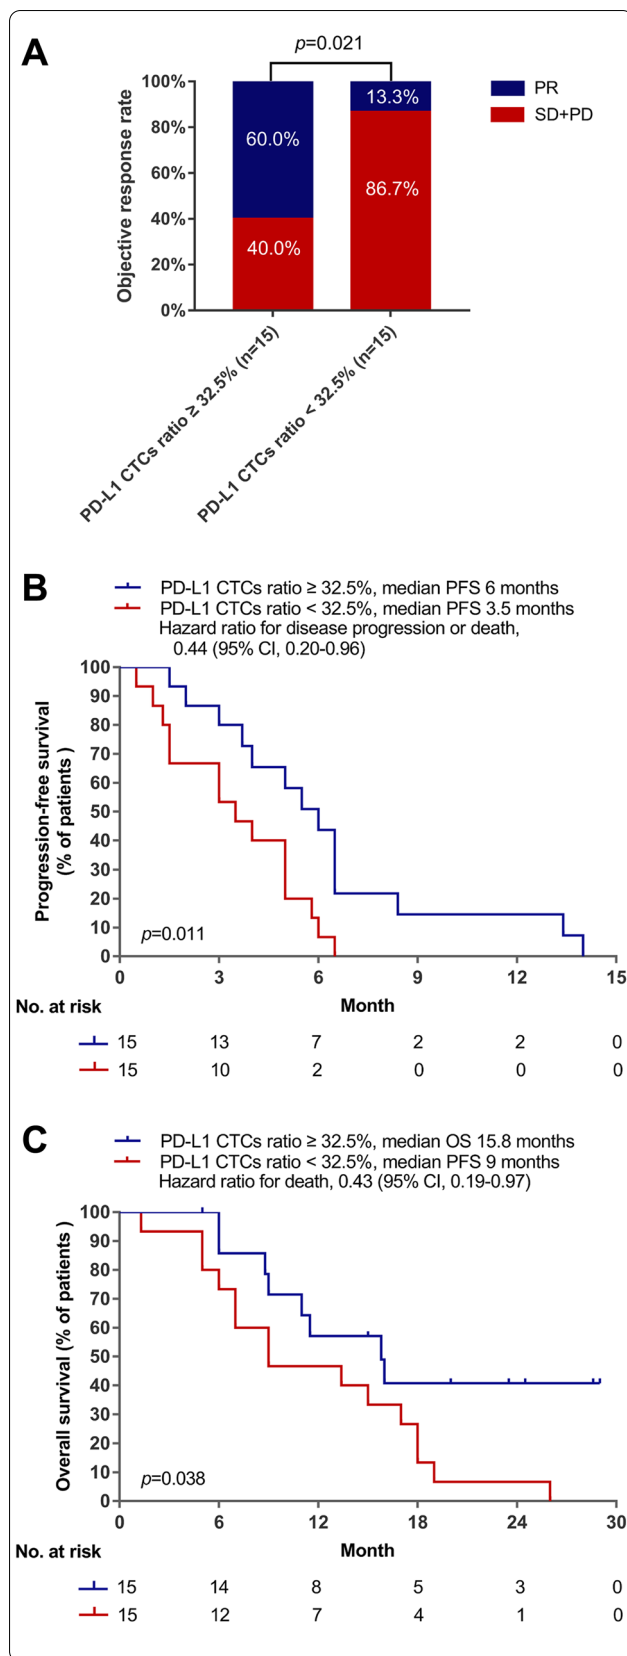 A
p=0.021
100%
80%
60%
40%
20%
0%
Objective response rate
60.0%
40.0%
13.3%
86.7%
PR
SD+PD
PD-L1 CTCs ratio ≥ 32.5% (n=15)
PD-L1 CTCs ratio < 32.5% (n=15)
B
PD-L1 CTCs ratio ≥ 32.5%, median PFS 6 months
PD-L1 CTCs ratio < 32.5%, median PFS 3.5 months
Hazard ratio for disease progression or death,
0.44 (95% CI, 0.20-0.96)
Progression-free survival
(% of patients )
100
90
80
70
60
50
40
30
20
10
0
p=0.011
0 3 6 9 12 15
No. at risk
Month
15 13 7 2 2 0
15 10 2 0 0 0
C
PD-L1 CTCs ratio ≥ 32.5%, median OS 15.8 months
PD-L1 CTCs ratio < 32.5%, median PFS 9 months
Hazard ratio for death, 0.43 (95% CI, 0.19-0.97)
Overall survival (% of patients )
100
90
80
70
60
50
40
30
20
10
0
p=0.038
0 6 12 18 24 30
No. at risk
Month
15 14 8 5 3 0
15 12 7 4 1 0